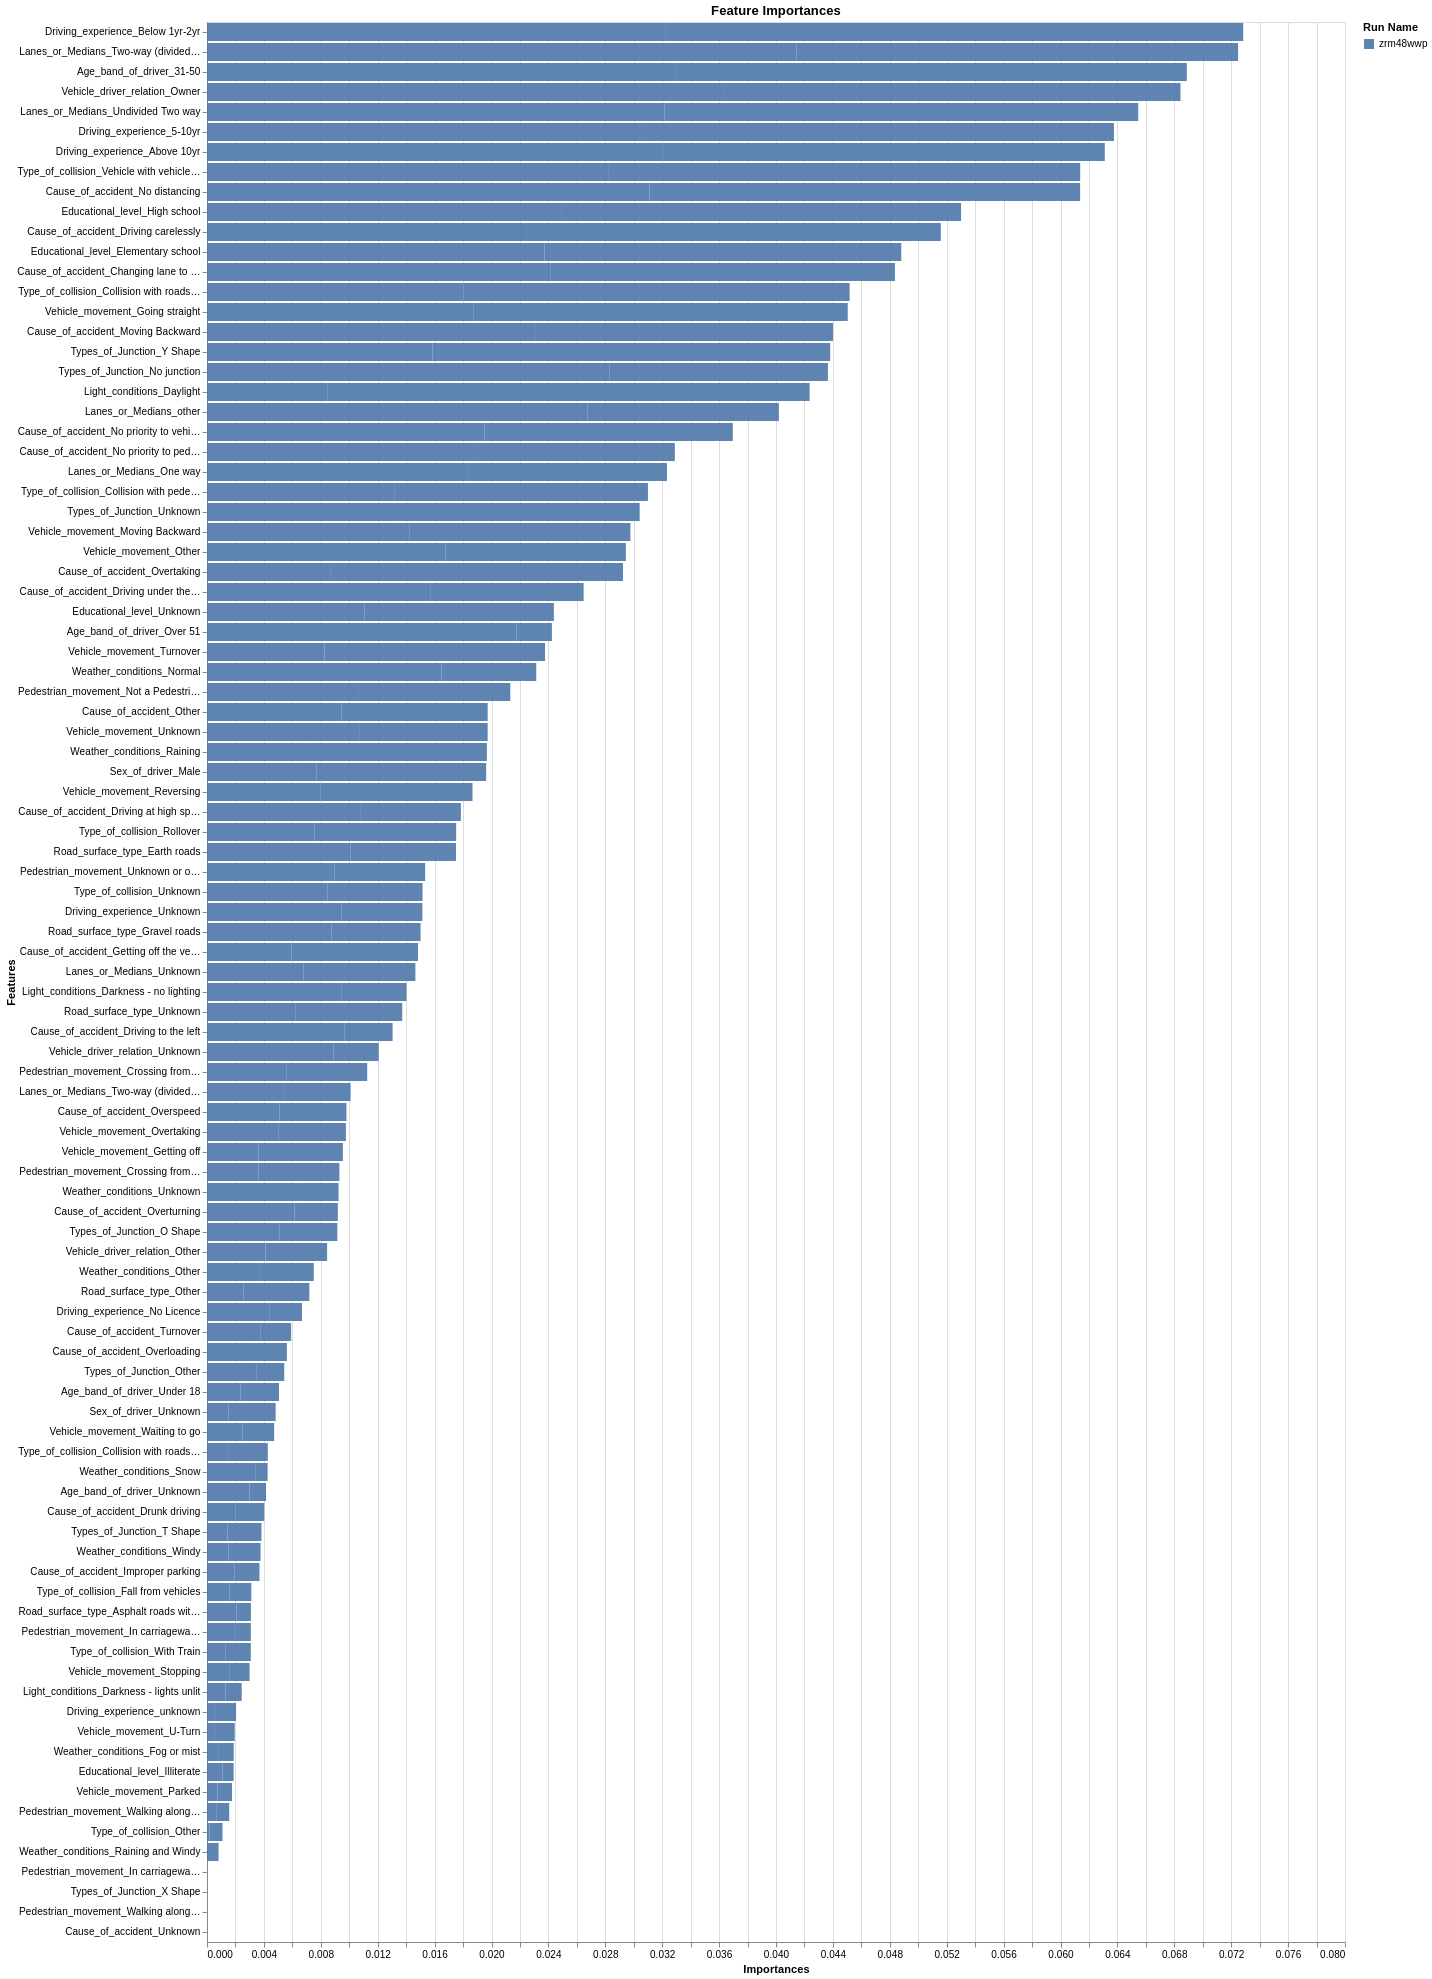 Feature Importances
Run Name
zrm48wwp
Driving_experience_Below 1yr-2yr
Lanes_or_Medians_Two-way (divided…
Age_band_of_driver_31-50
Vehicle_driver_relation_Owner
Lanes_or_Medians_Undivided Two way
Driving_experience_5-10yr
Driving_experience_Above 10yr
Type_of_collision_Vehicle with vehicle…
Cause_of_accident_No distancing
Educational_level_High school
Cause_of_accident_Driving carelessly
Educational_level_Elementary school
Cause_of_accident_Changing lane to …
Type_of_collision_Collision with roads…
Vehicle_movement_Going straight
Cause_of_accident_Moving Backward
Types_of_Junction_Y Shape
Types_of_Junction_No junction
Light_conditions_Daylight
Lanes_or_Medians_other
Cause_of_accident_No priority to vehi…
Cause_of_accident_No priority to ped…
Lanes_or_Medians_One way
Type_of_collision_Collision with pede…
Types_of_Junction_Unknown
Vehicle_movement_Moving Backward
Vehicle_movement_Other
Cause_of_accident_Overtaking
Cause_of_accident_Driving under the…
Educational_level_Unknown
Age_band_of_driver_Over 51
Vehicle_movement_Turnover
Weather_conditions_Normal
Pedestrian_movement_Not a Pedestri…
Cause_of_accident_Other
Vehicle_movement_Unknown
Weather_conditions_Raining
Sex_of_driver_Male
Vehicle_movement_Reversing
Cause_of_accident_Driving at high sp…
Type_of_collision_Rollover
Road_surface_type_Earth roads
Pedestrian_movement_Unknown or o…
Type_of_collision_Unknown
Driving_experience_Unknown
Road_surface_type_Gravel roads
Cause_of_accident_Getting off the ve…
Lanes_or_Medians_Unknown
Features
Light_conditions_Darkness - no lighting
Road_surface_type_Unknown
Cause_of_accident_Driving to the left
Vehicle_driver_relation_Unknown
Pedestrian_movement_Crossing from…
Lanes_or_Medians_Two-way (divided…
Cause_of_accident_Overspeed
Vehicle_movement_Overtaking
Vehicle_movement_Getting off
Pedestrian_movement_Crossing from…
Weather_conditions_Unknown
Cause_of_accident_Overturning
Types_of_Junction_O Shape
Vehicle_driver_relation_Other
Weather_conditions_Other
Road_surface_type_Other
Driving_experience_No Licence
Cause_of_accident_Turnover
Cause_of_accident_Overloading
Types_of_Junction_Other
Age_band_of_driver_Under 18
Sex_of_driver_Unknown
Vehicle_movement_Waiting to go
Type_of_collision_Collision with roads…
Weather_conditions_Snow
Age_band_of_driver_Unknown
Cause_of_accident_Drunk driving
Types_of_Junction_T Shape
Weather_conditions_Windy
Cause_of_accident_Improper parking
Type_of_collision_Fall from vehicles
Road_surface_type_Asphalt roads wit…
Pedestrian_movement_In carriagewa…
Type_of_collision_With Train
Vehicle_movement_Stopping
Light_conditions_Darkness - lights unlit
Driving_experience_unknown
Vehicle_movement_U-Turn
Weather_conditions_Fog or mist
Educational_level_Illiterate
Vehicle_movement_Parked
Pedestrian_movement_Walking along…
Type_of_collision_Other
Weather_conditions_Raining and Windy
Pedestrian_movement_In carriagewa…
Types_of_Junction_X Shape
Pedestrian_movement_Walking along…
Cause_of_accident_Unknown
0.000 0.004 0.008 0.012 0.016 0.020 0.024 0.028 0.032 0.036 0.040 0.044 0.048 0.052 0.056 0.060 0.064 0.068 0.072 0.076 0.080
Importances